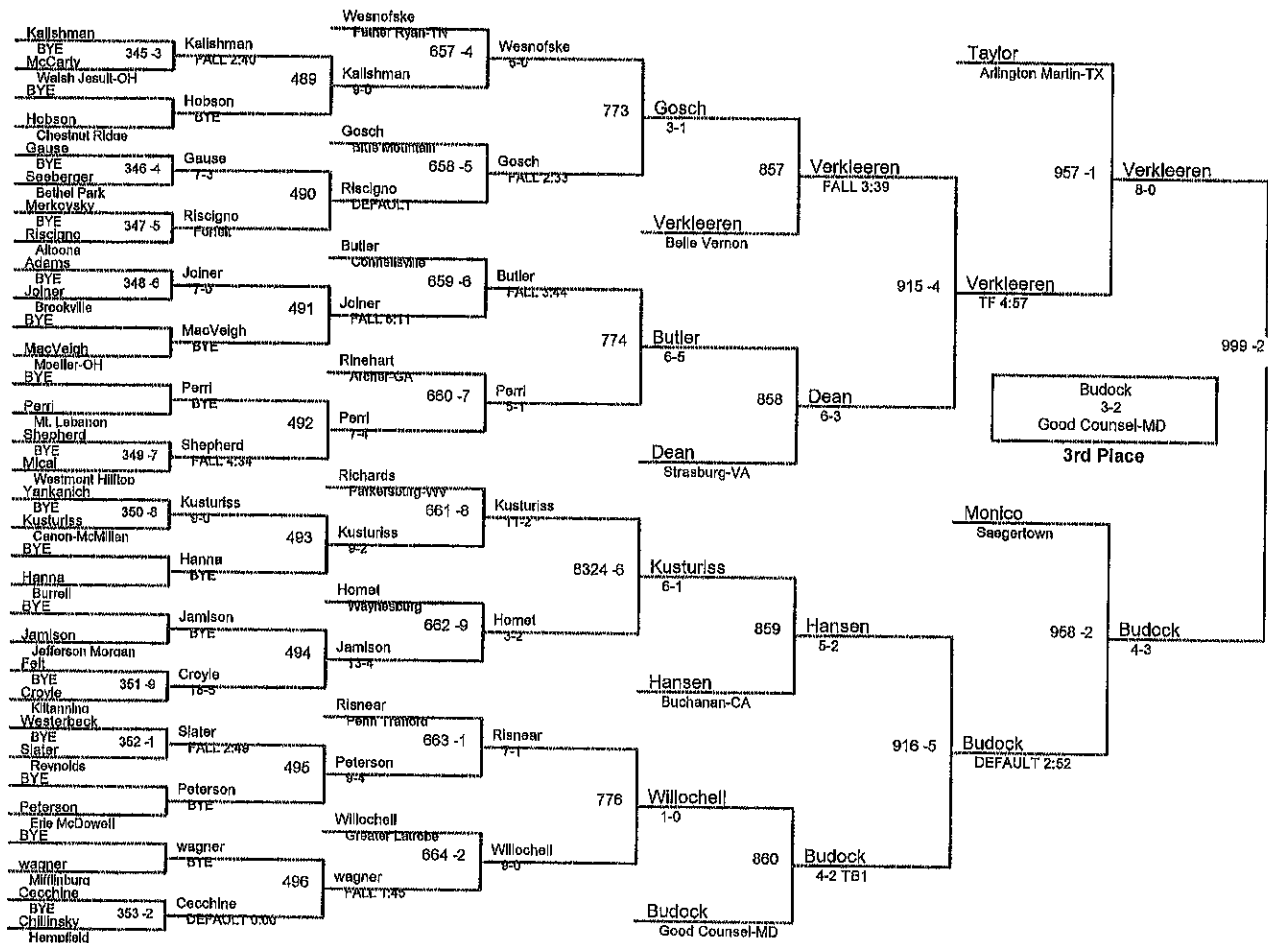 Kalishman
BYE
345 -3
McCarty
Walsh Jesuit-OH
BYE
Hobson
Chestnut Ridge
Gause
BYE
346 -4
Seeberger
Bethel Park
Merkovsky
BYE
347 -5
Riscigno
Altoona
Adams
BYE
348 -6
Joiner
Brookville
BYE
MacVeigh
Moeller-OH
BYE
Perri
Mt. Lebanon
Shepherd
BYE
349 -7
Mical
Westmont Hilltop
Yankanich
BYE
350 -8
Kusturiss
Canon-McMillan
BYE
Hanna
Burrell
BYE
Jamison
Jefferson Morgan
Felt
BYE
351 -9
Croyle
Kittanning
Westerbeck
BYE
352 -1
Slater
Reynolds
BYE
Peterson
Erie McDowell
BYE
wagner
Mifflinburg
Cecchine
BYE
353 -2
Chillinsky
Hempfield
Kalishman
FALL 2:40
489
Hobson
BYE
Gause
7-3
490
Riscigno
Forfeit
Joiner
7-0
491
MacVeigh
BYE
Perri
BYE
492
Shepherd
FALL 4:34
Kusturiss
9-0
493
Hanna
BYE
Jamison
BYE
494
Croyle
18-5
Slater
FALL 2:49
495
Peterson
BYE
wagner
BYE
496
Cecchine
DEFAULT 0:00
Wesnofske
Father Ryan-TN
657 -4
Kalishman
9-0
Gosch
Blue Mountain
658 -5
Riscigno
DEFAULT
Butler
Connellsville
659 -6
Joiner
FALL 6:11
Rinehart
Archer-GA
660 -7
Perri
7-4
Richards
Parkersburg-WV
661 -8
Kusturiss
9-2
Homet
Waynesburg
662 -9
Jamison
13-4
Risnear
Penn Trafford
663 -1
Peterson
9-4
Willochell
Greater Latrobe
664 -2
wagner
FALL 1:45
Wesnofske
6-0
773
Gosch
FALL 2:33
Butler
FALL 3:44
774
Perri
5-1
Kusturiss
11-2
8324 -6
Homet
3-2
Risnear
7-1
776
Willochell
9-0
Gosch
3-1
857
Verkleeren
Belle Vernon
Butler
6-5
858
Dean
Strasburg-VA
Kusturiss
6-1
859
Hansen
Buchanan-CA
Willochell
1-0
860
Budock
Good Counsel-MD
Verkleeren
FALL 3:39
915 -4
Dean
6-3
Hansen
5-2
916 -5
Budock
4-2 TB1
Taylor
Arlington Martin-TX
957 -1
Verkleeren
TF 4:57
Monico
Saegertown
958 -2
Budock
DEFAULT 2:52
Verkleeren
8-0
999 -2
Budock
4-3
Budock
3-2
Good Counsel-MD
3rd Place